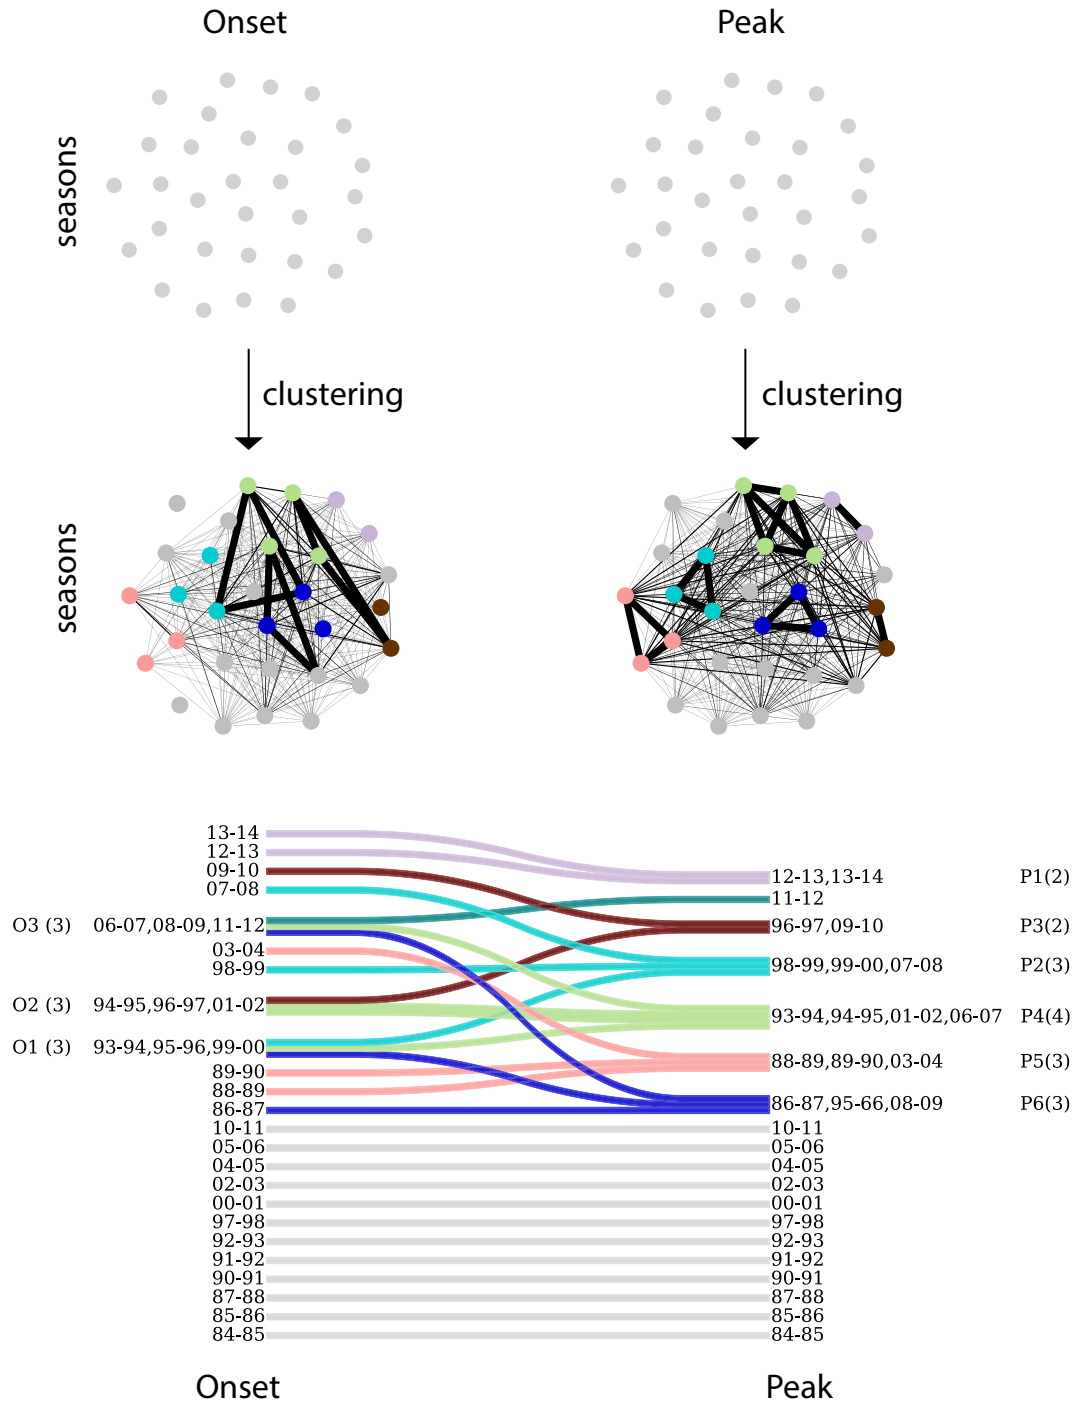 Onset Peak
seasons
clustering clustering
seasons
13-14
12-13
09-10
07-08
O3 (3) 06-07,08-09,11-12
03-04
98-99
O2 (3) 94-95,96-97,01-02
O1 (3) 93-94,95-96,99-00
89-90
88-89
86-87
10-11
05-06
04-05
02-03
00-01
97-98
92-93
91-92
90-91
87-88
85-86
84-85
12-13,13-14 P1(2)
11-12
96-97,09-10 P3(2)
98-99,99-00,07-08 P2(3)
93-94,94-95,01-02,06-07 P4(4)
88-89,89-90,03-04 P5(3)
86-87,95-66,08-09 P6(3)
10-11
05-06
04-05
02-03
00-01
97-98
92-93
91-92
90-91
87-88
85-86
84-85
Onset Peak